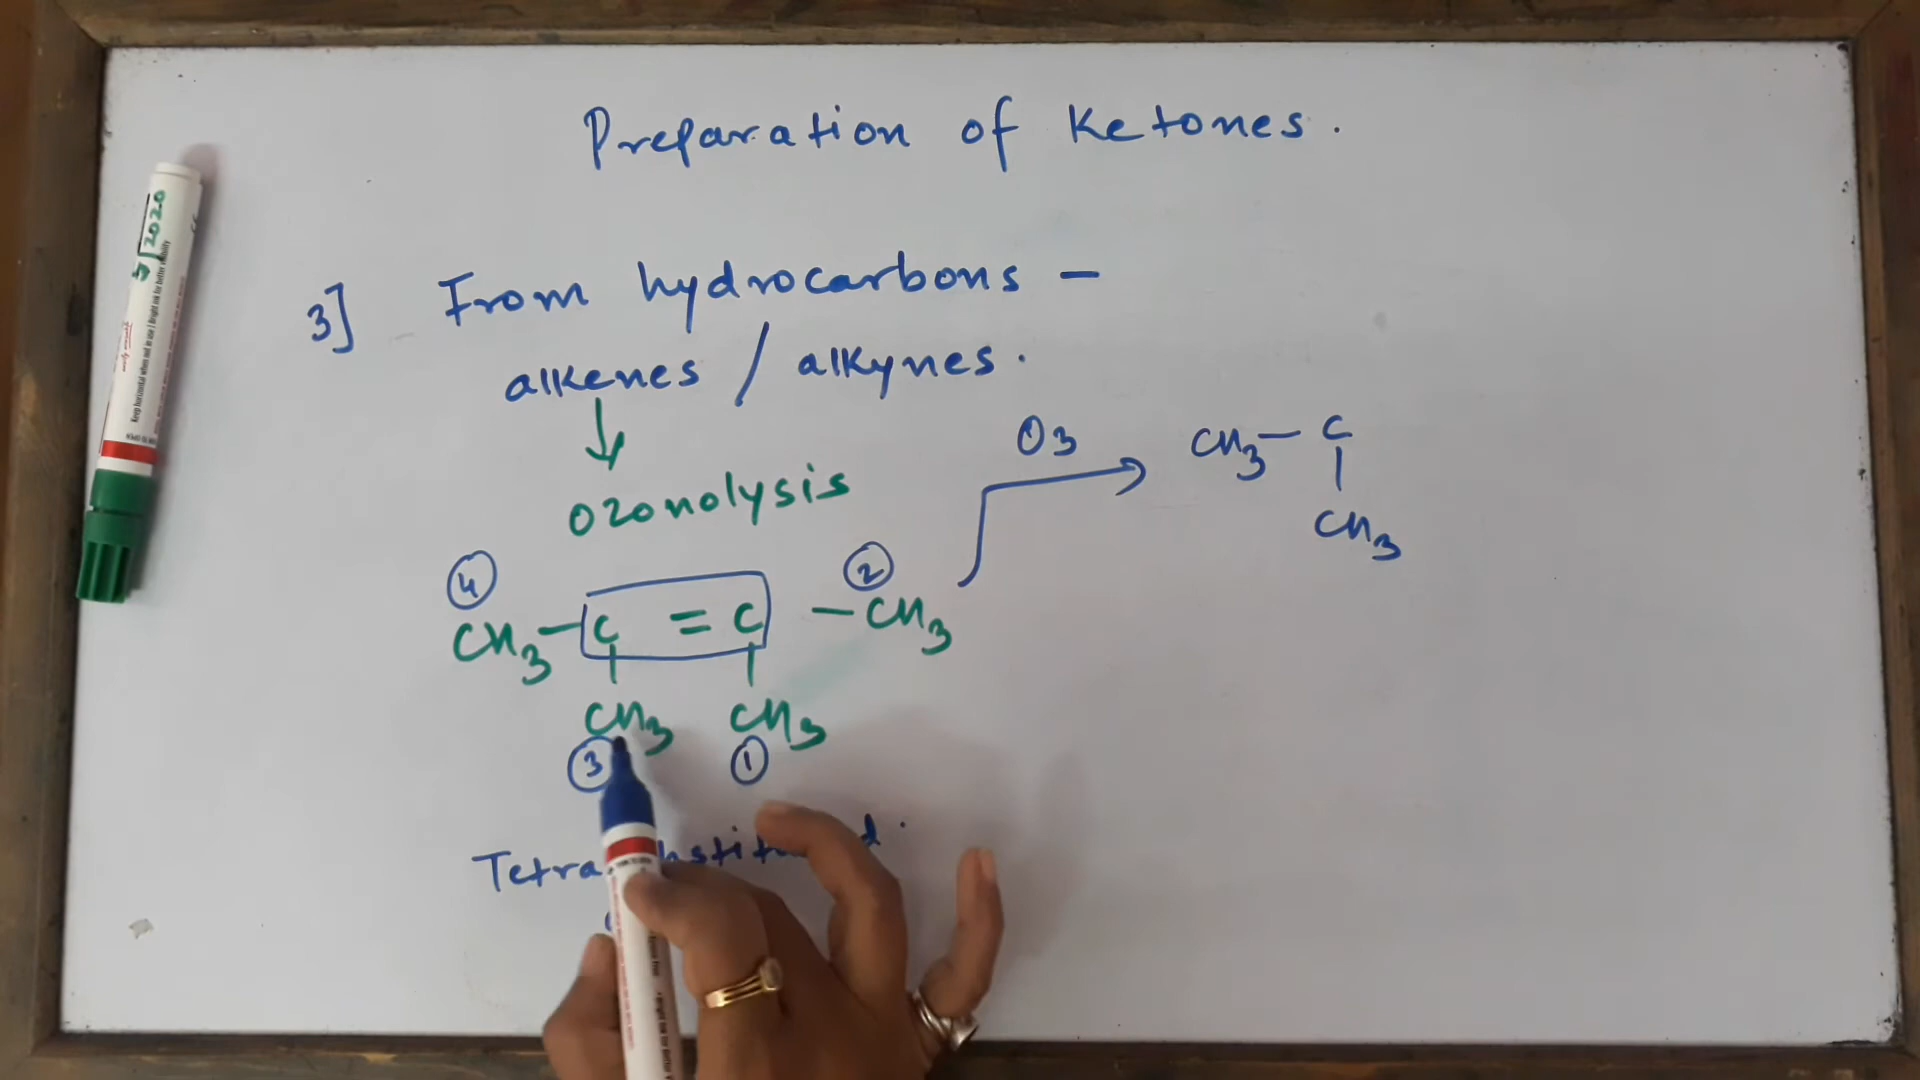 Preparation of Ketones.
3] From hydrocarbons -
alkenes / alkynes.
↓
ozonolysis
O3
CH3 - C
|
CH3
4 2
CH3 - C = C - CH3
| |
CH3 CH3
3 1
2020